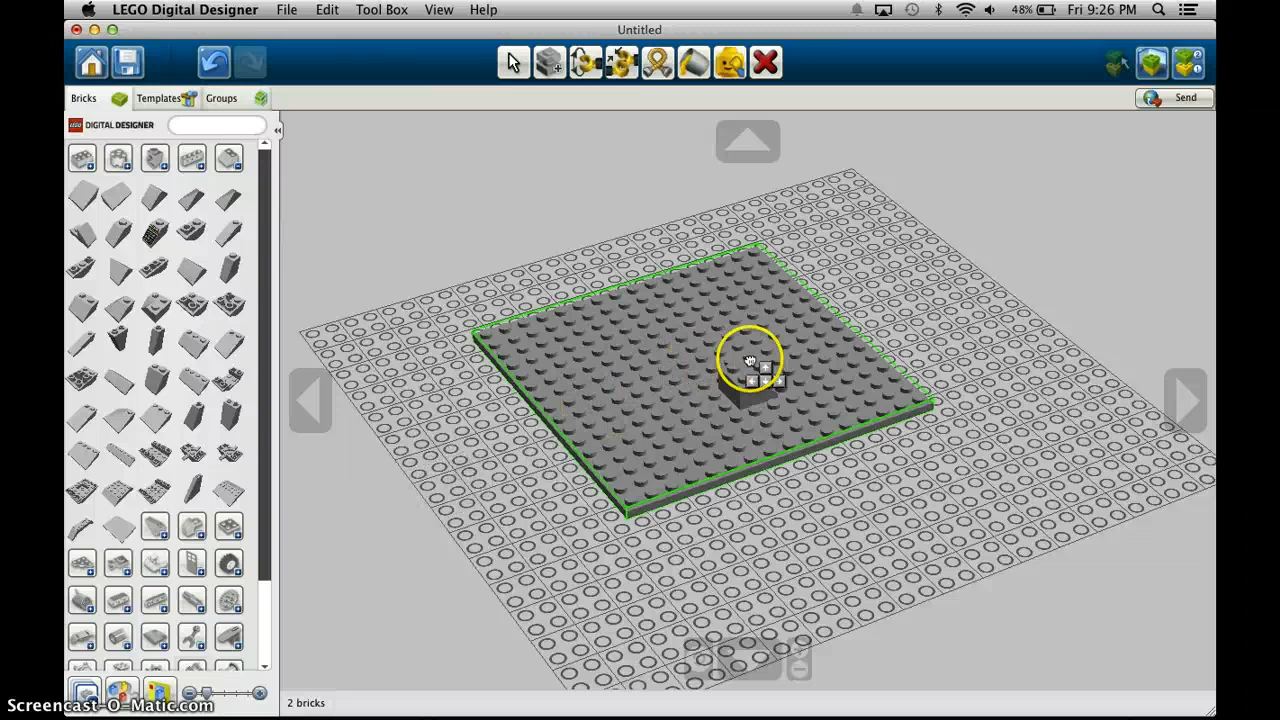 LEGO Digital Designer File Edit Tool Box View Help 48% Fri 9:26 PM
Untitled
Bricks Templates Groups Send
LEGO DIGITAL DESIGNER
2 bricks
Screencast-O-Matic.com